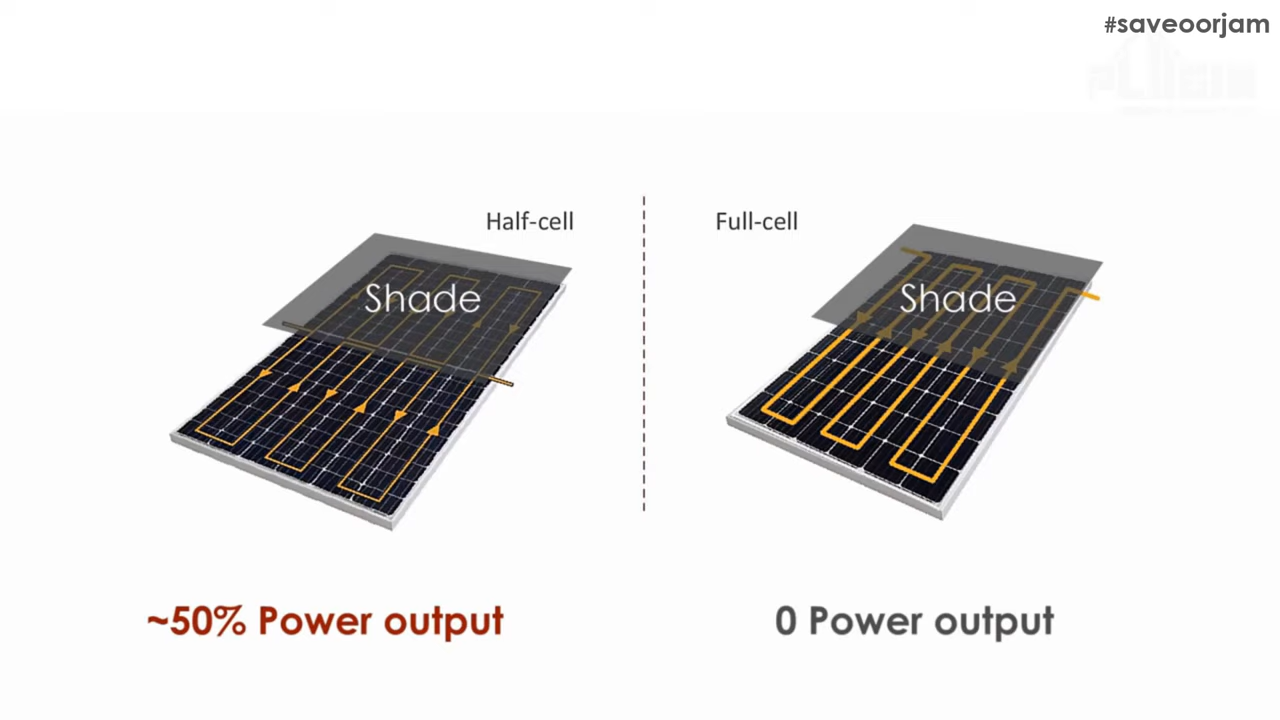 #saveoorjam
Half-cell
Full-cell
Shade
Shade
~50% Power output
0 Power output